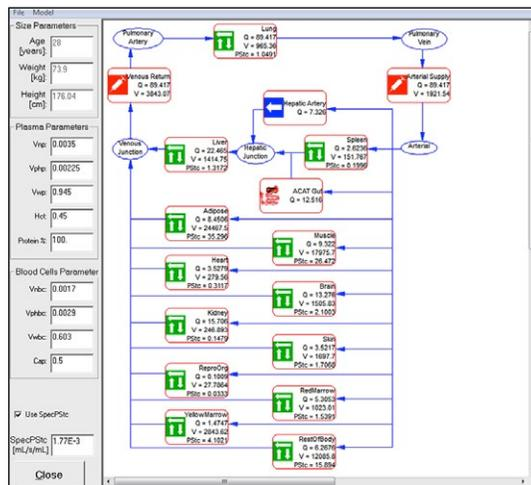 File Model
Size Parameters
Age [years]: 28
Weight [kg]: 73.9
Height [cm]: 176.04
Plasma Parameters
Vnp: 0.0035
Vphp: 0.00225
Vwp: 0.945
Hct: 0.45
Protein %: 100.
Blood Cells Parameter
Vnbc: 0.0017
Vphbc: 0.0029
Vwbc: 0.603
Cap: 0.5
Use SpecPStc
SpecPStc [mL/s/mL] 1.77E-3
Close
Pulmonary Artery
Lung
Q = 89.417
V = 965.36
PStc = 1.0491
Pulmonary Vein
Venous Return
Q = 89.417
V = 3843.07
Arterial Supply
Q = 89.417
V = 1921.54
Hepatic Artery
Q = 7.326
Venous Junction
Liver
Q = 22.465
V = 1414.75
PStc = 1.3172
Hepatic Junction
Spleen
Q = 2.6236
V = 151.767
PStc = 0.1996
Arterial
ACAT Gut
Q = 12.516
Adipose
Q = 8.4506
V = 24467.5
PStc = 35.296
Muscle
Q = 9.322
V = 17975.7
PStc = 26.472
Heart
Q = 3.5279
V = 279.56
PStc = 0.3117
Brain
Q = 13.276
V = 1505.83
PStc = 2.1003
Kidney
Q = 15.706
V = 246.893
PStc = 0.1479
Skin
Q = 3.5217
V = 1697.7
PStc = 1.7060
ReproOrg
Q = 0.1009
V = 27.7864
PStc = 0.0333
RedMarrow
Q = 5.3053
V = 1023.01
PStc = 1.5391
YellowMarrow
Q = 1.4747
V = 2843.62
PStc = 4.1021
RestOfBody
Q = 6.2676
V = 12085.8
PStc = 15.894